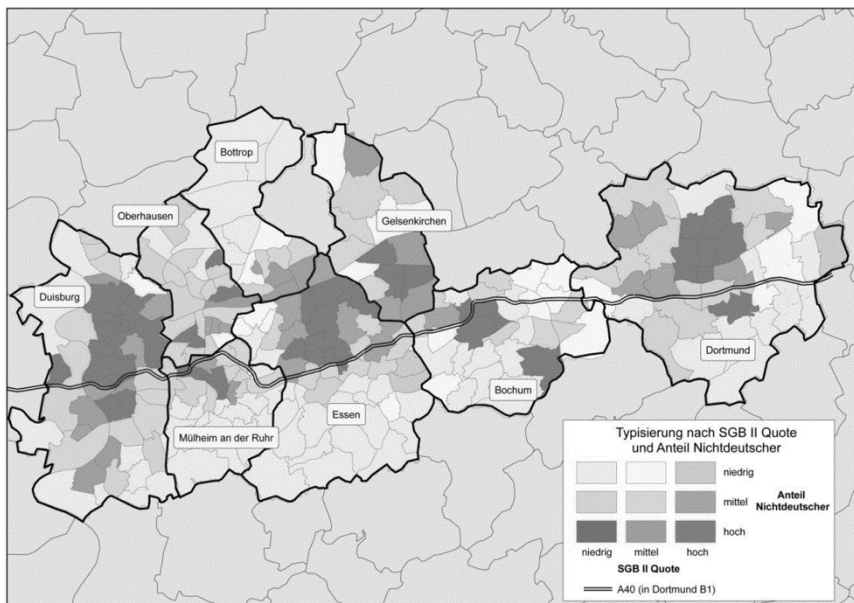 Bottrop
Oberhausen
Gelsenkirchen
Duisburg
Dortmund
Bochum
Essen
Mülheim an der Ruhr
Typisierung nach SGB II Quote
und Anteil Nichtdeutscher
niedrig
mittel
Anteil
Nichtdeutscher
hoch
niedrig mittel hoch
SGB II Quote
A40 (in Dortmund B1)